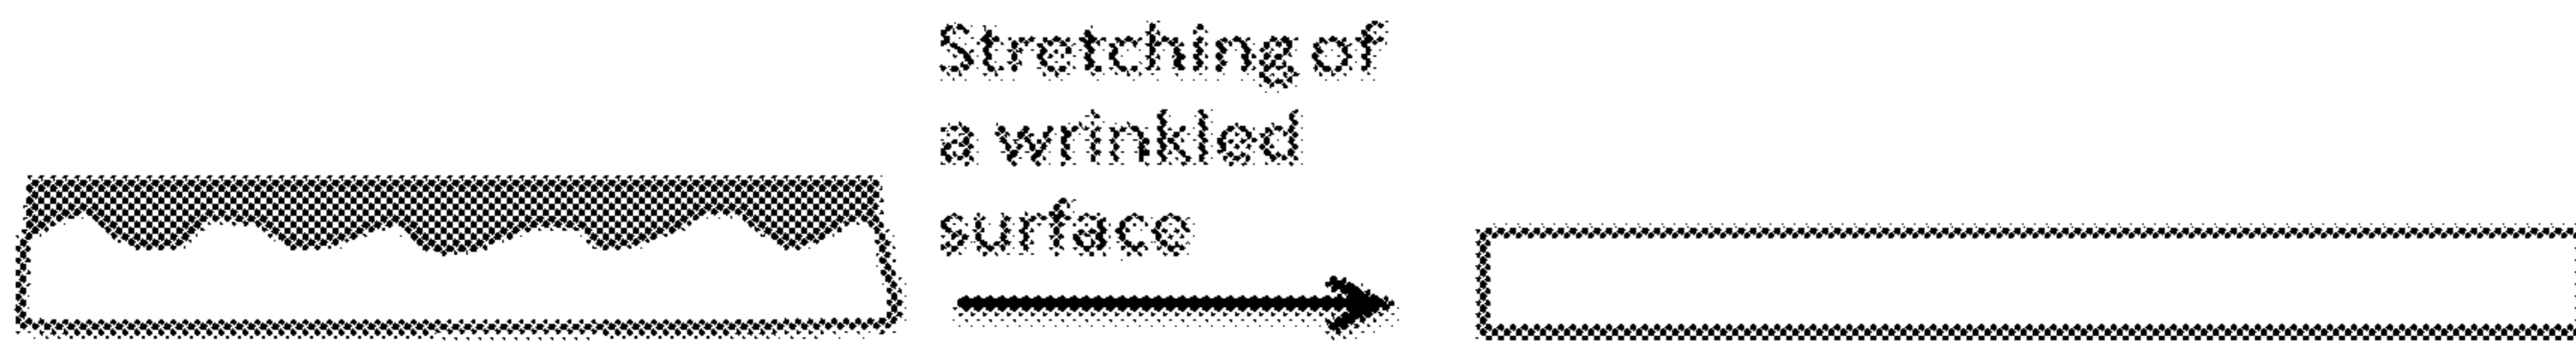 Stretching of
a wrinkled
surface